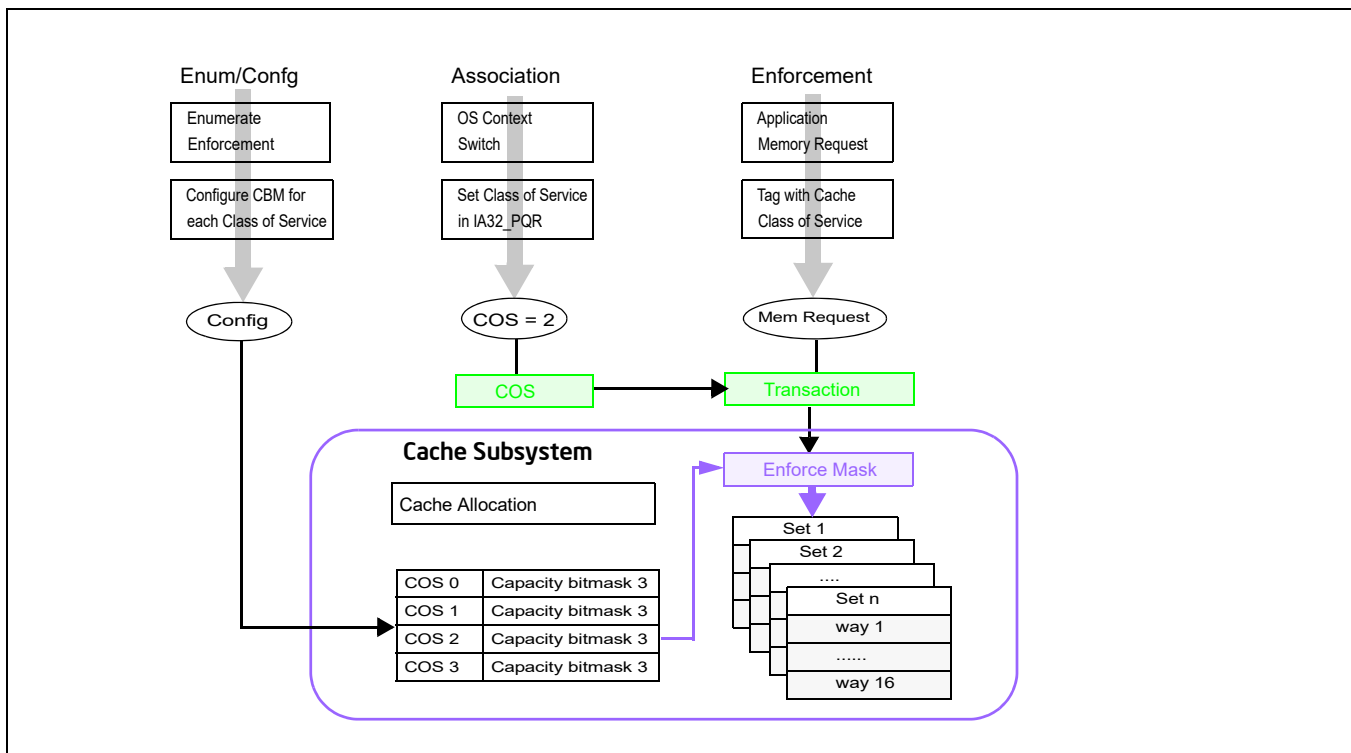 Enum/Confg
Association
Enforcement
Enumerate
Enforcement
OS Context
Switch
Application
Memory Request
Configure CBM for
each Class of Service
Set Class of Service
in IA32_PQR
Tag with Cache
Class of Service
Config
COS = 2
Mem Request
COS
Transaction
Cache Subsystem
Enforce Mask
Cache Allocation
Set 1
Set 2
....
Set n
way 1
......
way 16
COS 0 Capacity bitmask 3
COS 1 Capacity bitmask 3
COS 2 Capacity bitmask 3
COS 3 Capacity bitmask 3